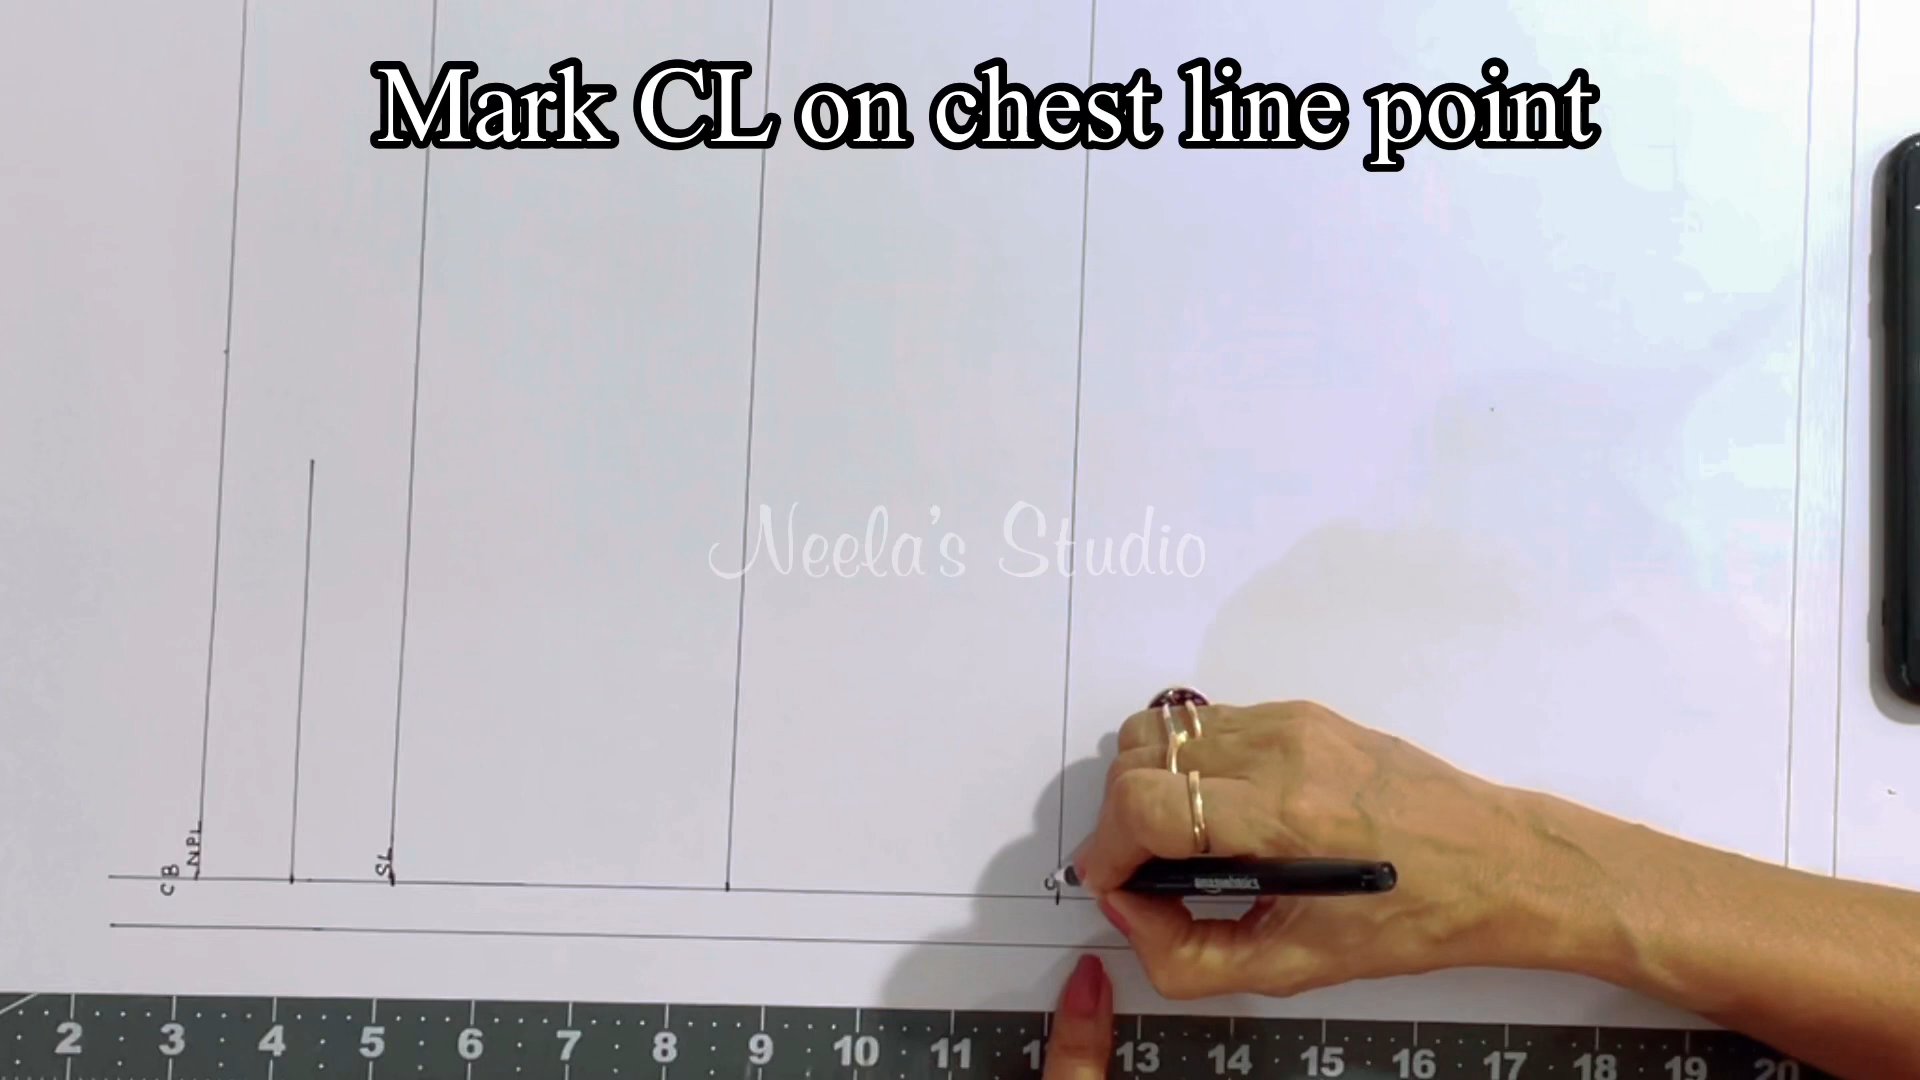 Mark CL on chest line point
Neela's Studio
NPL
CB
SL
C
amazonbasics
2 3 4 5 6 7 8 9 10 11 13 14 15 16 17 18 19 20